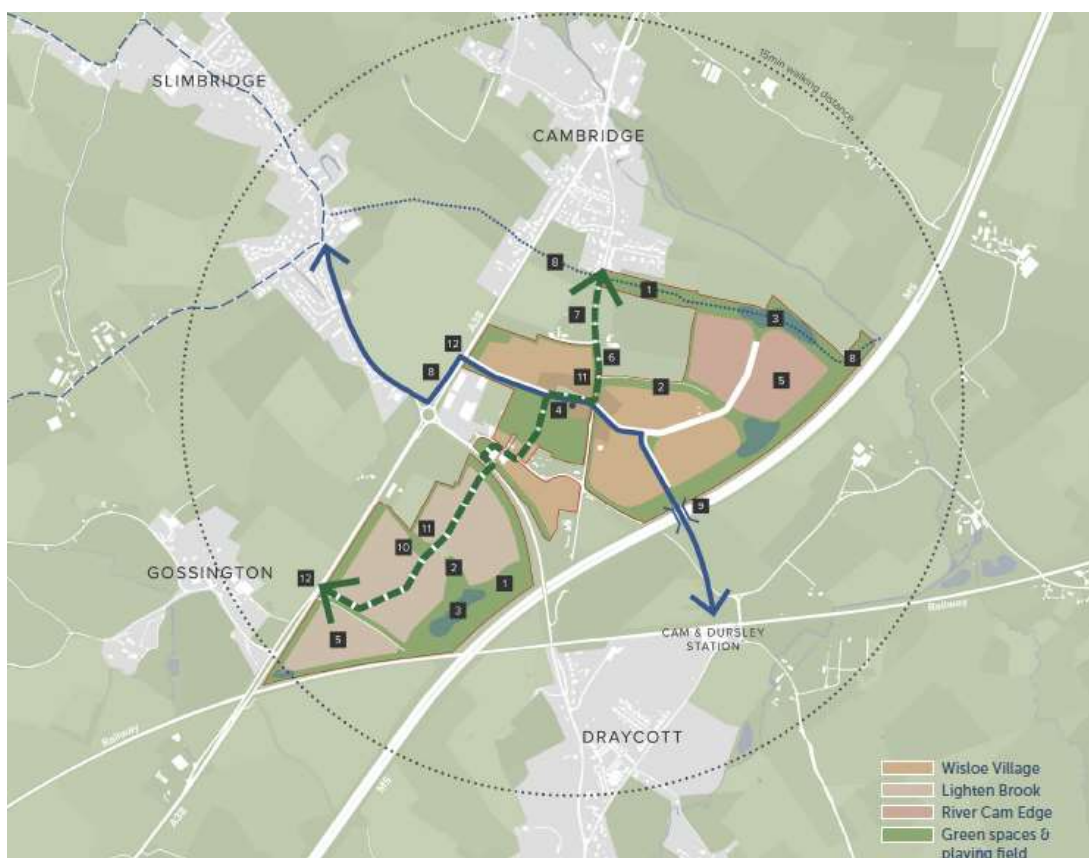 SLIMBRIDGE
CAMBRIDGE
15min walking distance
A38
M5
8
1
7
3
12
6
8
11
2
5
8
4
9
11
10
GOSSINGTON
12
2
1
3
5
CAM & DURSLEY
STATION
Railway
Railway
DRAYCOTT
M5
A38
Wisloe Village
Lighten Brook
River Cam Edge
Green spaces &
playing field